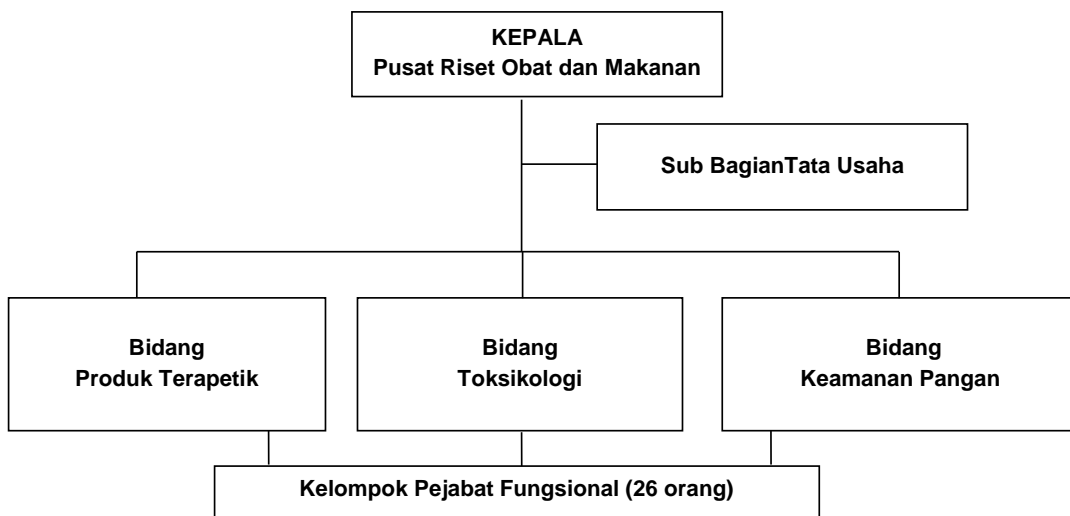 KEPALA
Pusat Riset Obat dan Makanan
Sub BagianTata Usaha
Bidang
Produk Terapetik
Bidang
Toksikologi
Bidang
Keamanan Pangan
Kelompok Pejabat Fungsional (26 orang)